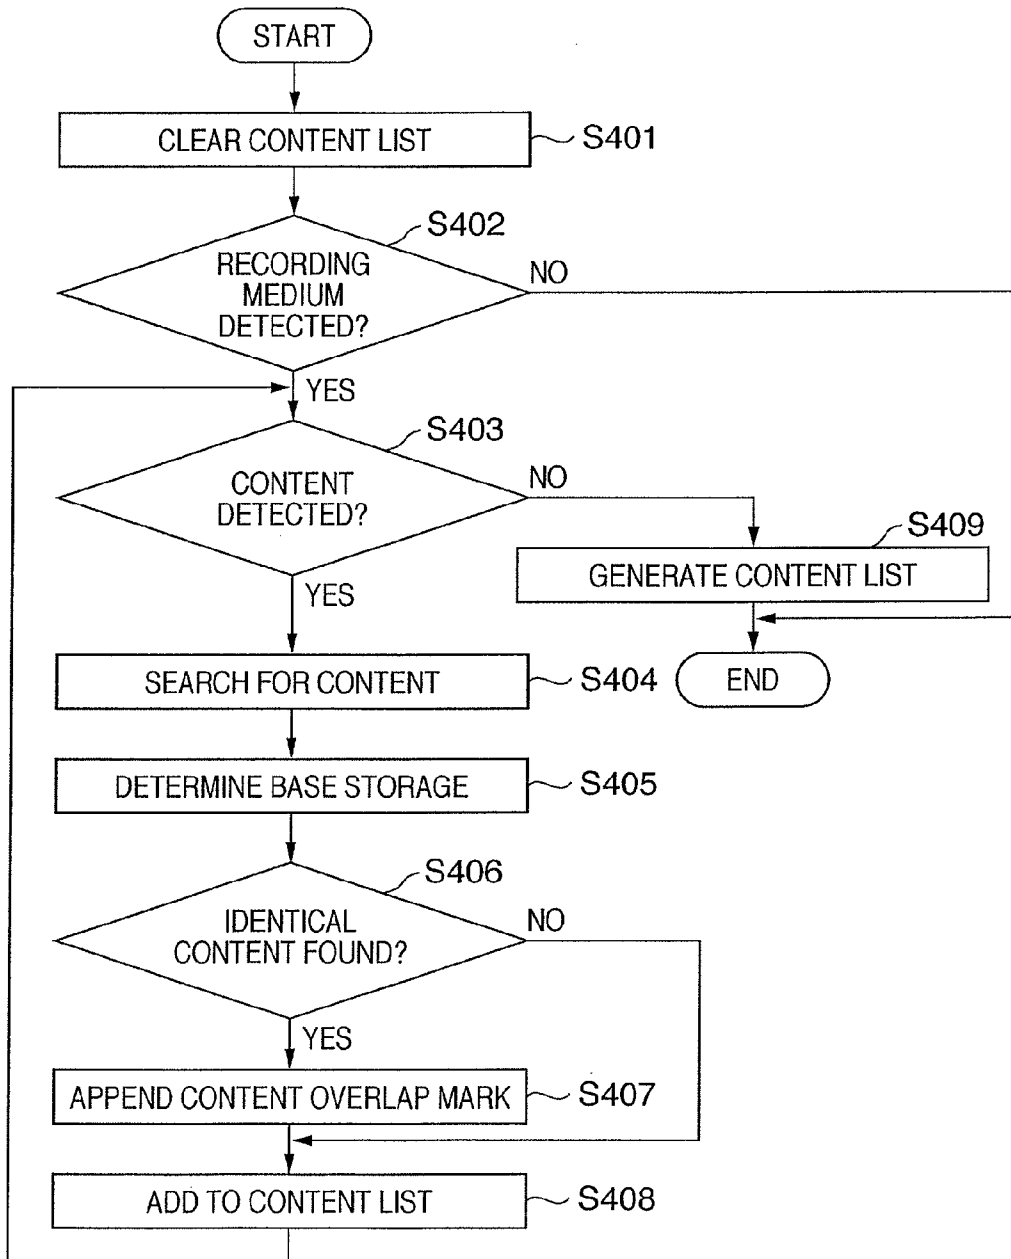 START
CLEAR CONTENT LIST
S401
S402
RECORDING
MEDIUM
DETECTED?
NO
YES
S403
CONTENT
DETECTED?
NO
YES
S409
GENERATE CONTENT LIST
END
SEARCH FOR CONTENT
S404
DETERMINE BASE STORAGE
S405
S406
IDENTICAL
CONTENT FOUND?
NO
YES
APPEND CONTENT OVERLAP MARK
S407
ADD TO CONTENT LIST
S408